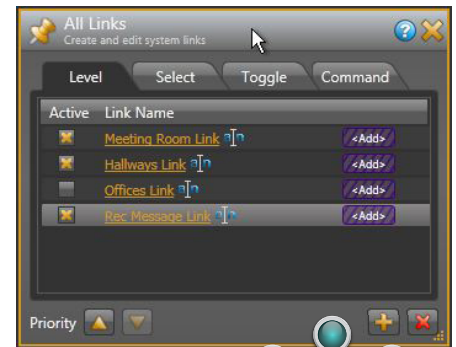 All Links
Create and edit system links
Level Select Toggle Command
Active Link Name
Meeting Room Link <Add>
Hallways Link <Add>
Offices Link <Add>
Rec Message Link <Add>
Priority